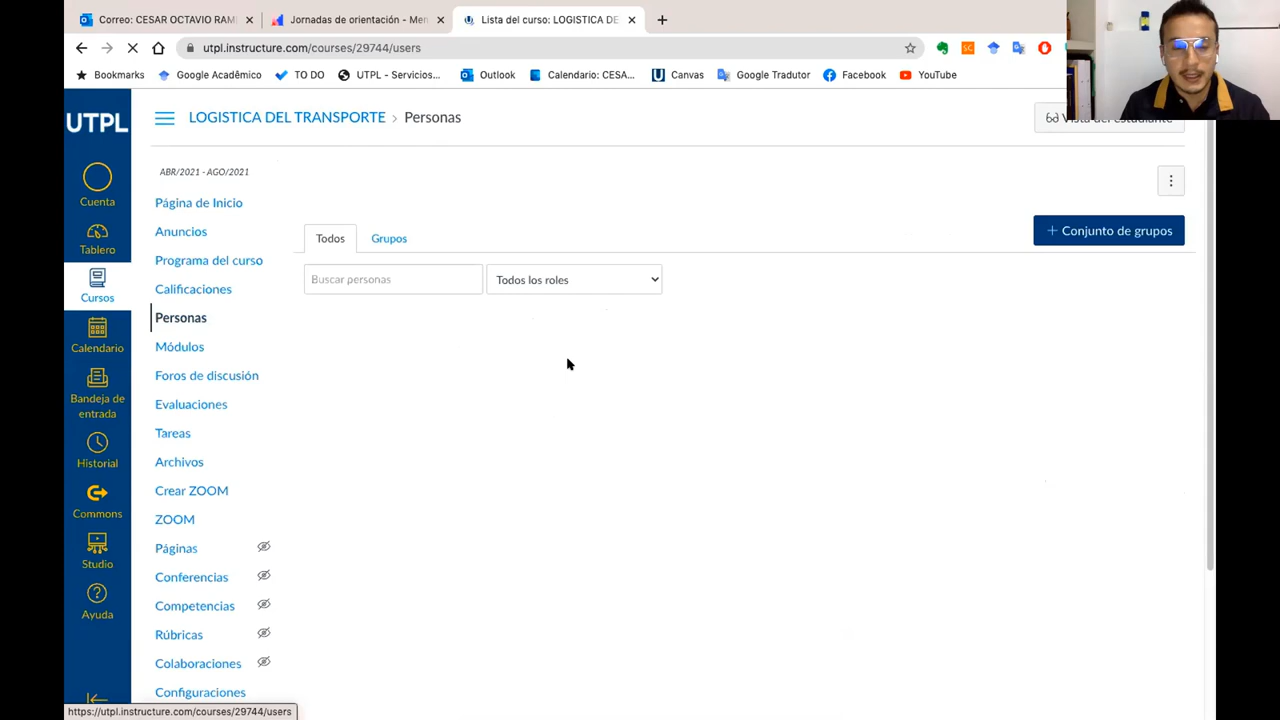 Correo: CESAR OCTAVIO RAM
Jornadas de orientación - Mer
Lista del curso: LOGISTICA DE
utpl.instructure.com/courses/29744/users
Bookmarks
Google Acadêmico
TO DO
UTPL - Servicios...
Outlook
Calendario: CESA...
Canvas
Google Tradutor
Facebook
YouTube
UTPL
LOGISTICA DEL TRANSPORTE > Personas
Vista del estudiante
Cuenta
Tablero
Cursos
Calendario
Bandeja de
entrada
Historial
Commons
Studio
Ayuda
ABR/2021 - AGO/2021
Página de Inicio
Anuncios
Programa del curso
Calificaciones
Personas
Módulos
Foros de discusión
Evaluaciones
Tareas
Archivos
Crear ZOOM
ZOOM
Páginas
Conferencias
Competencias
Rúbricas
Colaboraciones
Configuraciones
Todos
Grupos
+ Conjunto de grupos
Buscar personas
Todos los roles
https://utpl.instructure.com/courses/29744/users